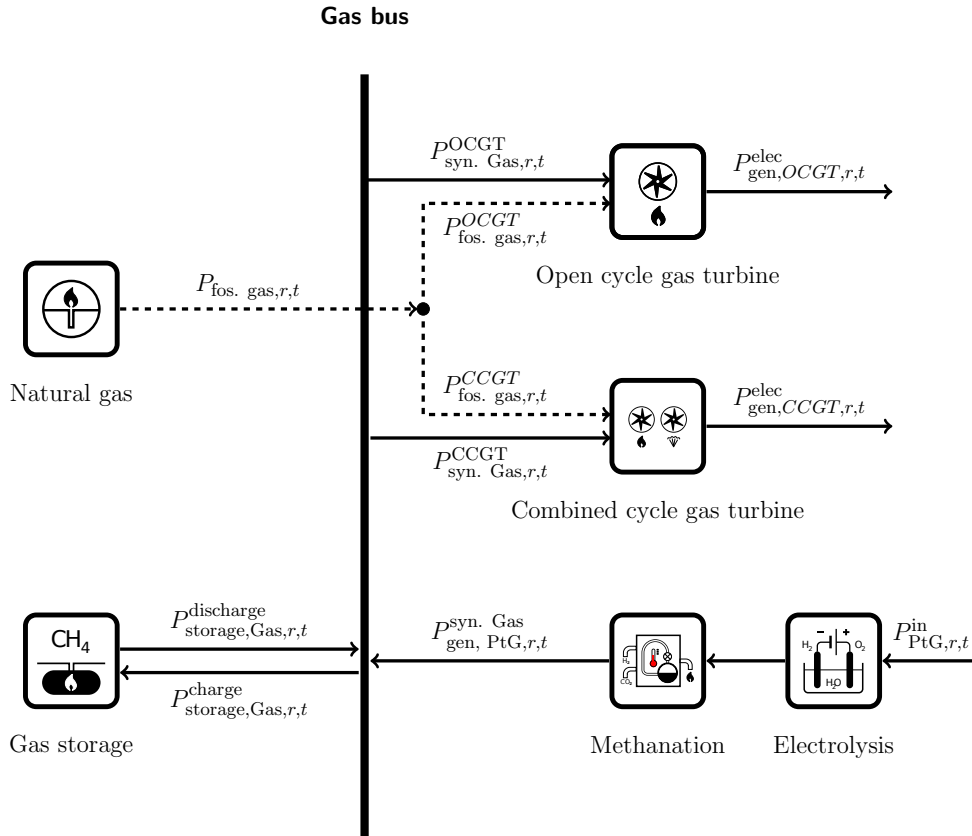 Gas bus
P^OCGT_syn. Gas,r,t
P^elec_gen,OCGT,r,t
P^OCGT_fos. gas,r,t
Open cycle gas turbine
P_fos. gas,r,t
Natural gas
P^CCGT_fos. gas,r,t
P^elec_gen,CCGT,r,t
P^CCGT_syn. Gas,r,t
Combined cycle gas turbine
CH₄
P^discharge_storage,Gas,r,t
P^charge_storage,Gas,r,t
Gas storage
P^syn. Gas_gen, PtG,r,t
H₂
CO₂
Methanation
− +
H₂ O₂
H₂O
Electrolysis
P^in_PtG,r,t